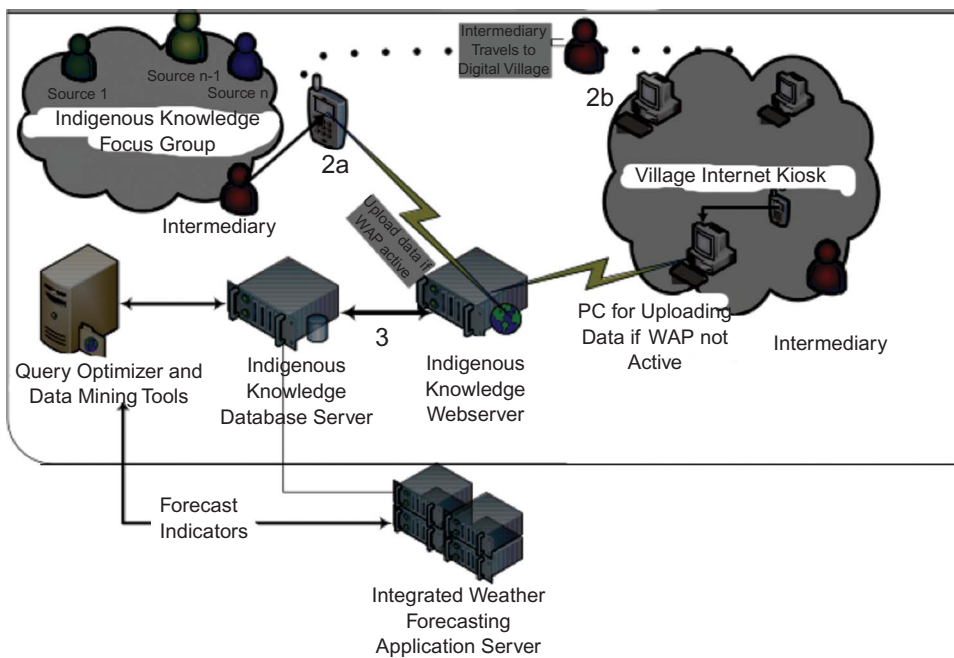 Intermediary
Travels to
Digital Village
Source 1
Source n-1
Source n
Indigenous Knowledge
Focus Group
2a
2b
Village Internet Kiosk
Intermediary
Upload data if
WAP active
PC for Uploading
Data if WAP not
Active
Intermediary
3
Query Optimizer and
Data Mining Tools
Indigenous
Knowledge
Database Server
Indigenous
Knowledge
Webserver
Forecast
Indicators
Integrated Weather
Forecasting
Application Server